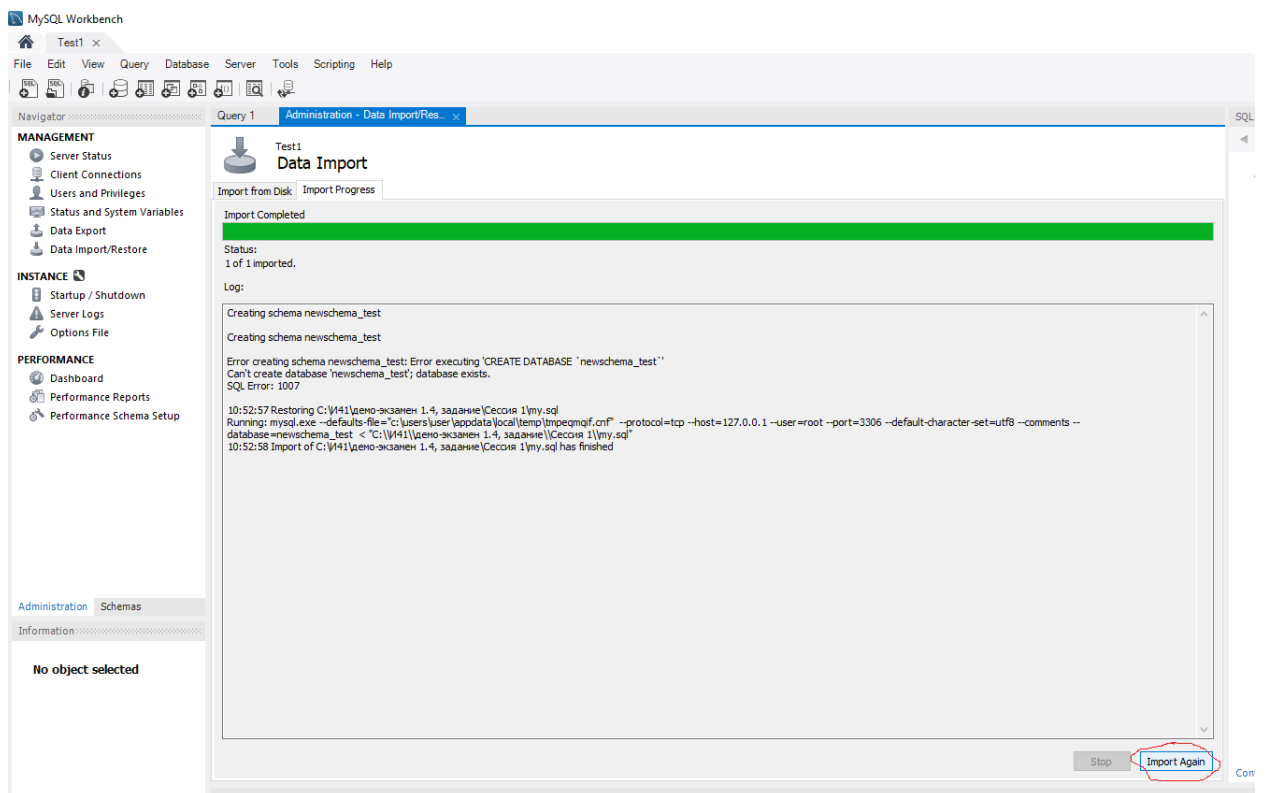 MySQL Workbench
Test1 ×
File Edit View Query Database Server Tools Scripting Help
Navigator
Query 1
Administration - Data Import/Res... ×
SQL
MANAGEMENT
Server Status
Client Connections
Users and Privileges
Status and System Variables
Data Export
Data Import/Restore
INSTANCE
Startup / Shutdown
Server Logs
Options File
PERFORMANCE
Dashboard
Performance Reports
Performance Schema Setup
Administration Schemas
Information
No object selected
Test1
Data Import
Import from Disk Import Progress
Import Completed
Status:
1 of 1 imported.
Log:
Creating schema newschema_test
Creating schema newschema_test
Error creating schema newschema_test: Error executing 'CREATE DATABASE `newschema_test`'
Can't create database 'newschema_test'; database exists.
SQL Error: 1007
10:52:57 Restoring C:\И41\демо-экзамен 1.4, задание\Сессия 1\my.sql
Running: mysql.exe --defaults-file="c:\users\user\appdata\local\temp\tmpeqmqif.cnf" --protocol=tcp --host=127.0.0.1 --user=root --port=3306 --default-character-set=utf8 --comments --
database=newschema_test < "C:\\И41\\демо-экзамен 1.4, задание\\Сессия 1\\my.sql"
10:52:58 Import of C:\И41\демо-экзамен 1.4, задание\Сессия 1\my.sql has finished
Stop Import Again
Con